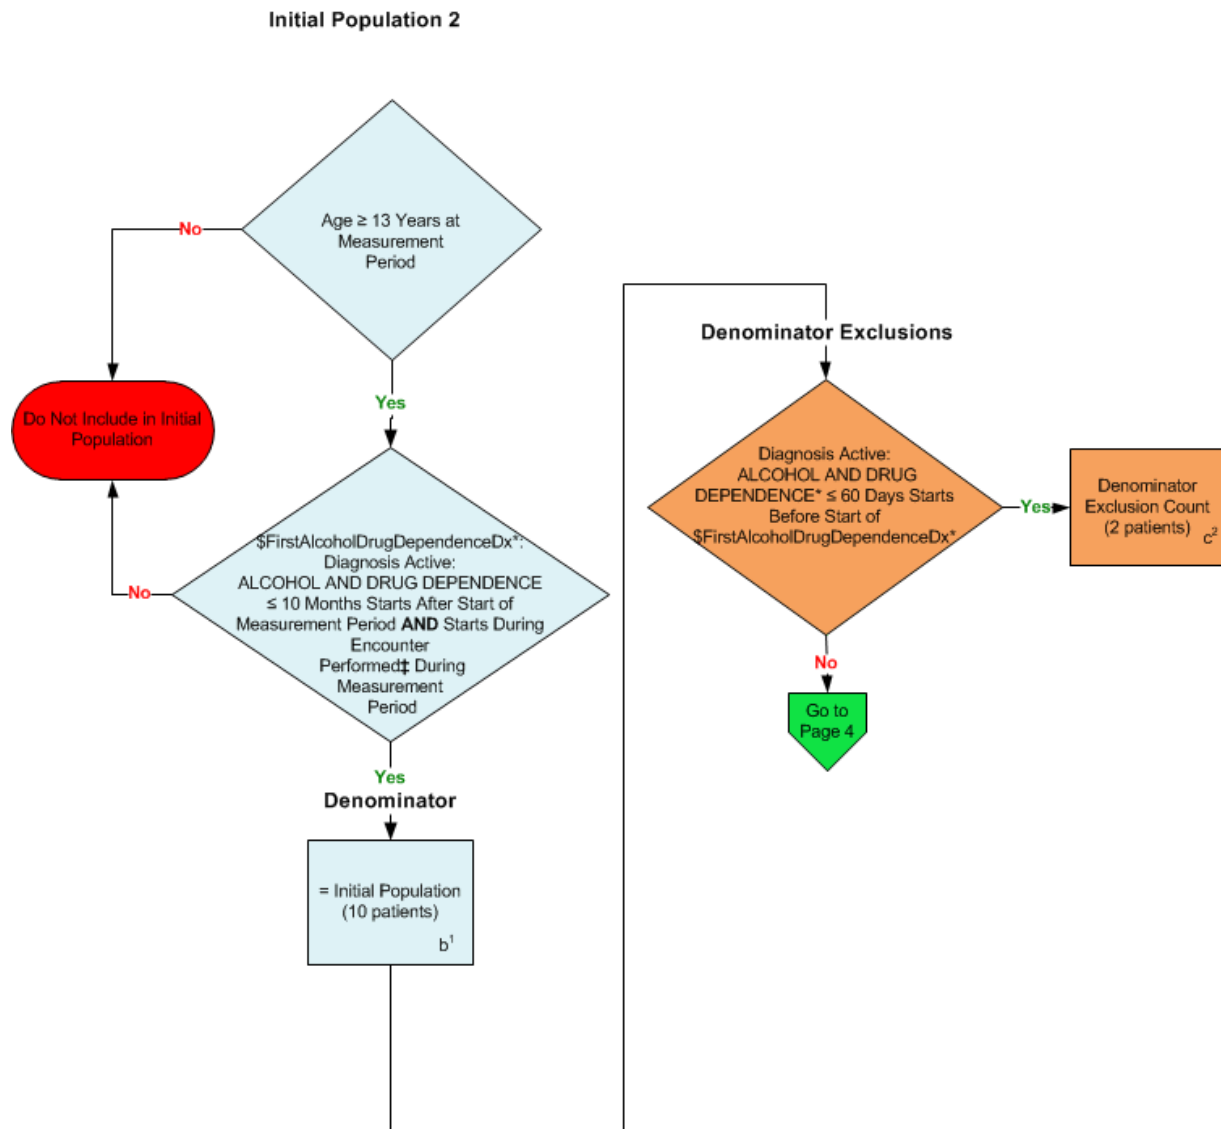 Initial Population 2
Age ≥ 13 Years at
Measurement
Period
No
Yes
Do Not Include in Initial
Population
$FirstAlcoholDrugDependenceDx*:
Diagnosis Active:
ALCOHOL AND DRUG DEPENDENCE
≤ 10 Months Starts After Start of
Measurement Period AND Starts During
Encounter
Performed‡ During
Measurement
Period
No
Yes
Denominator
= Initial Population
(10 patients)
b¹
Denominator Exclusions
Diagnosis Active:
ALCOHOL AND DRUG
DEPENDENCE* ≤ 60 Days Starts
Before Start of
$FirstAlcoholDrugDependenceDx*
Yes
Denominator
Exclusion Count
(2 patients)
c²
No
Go to
Page 4